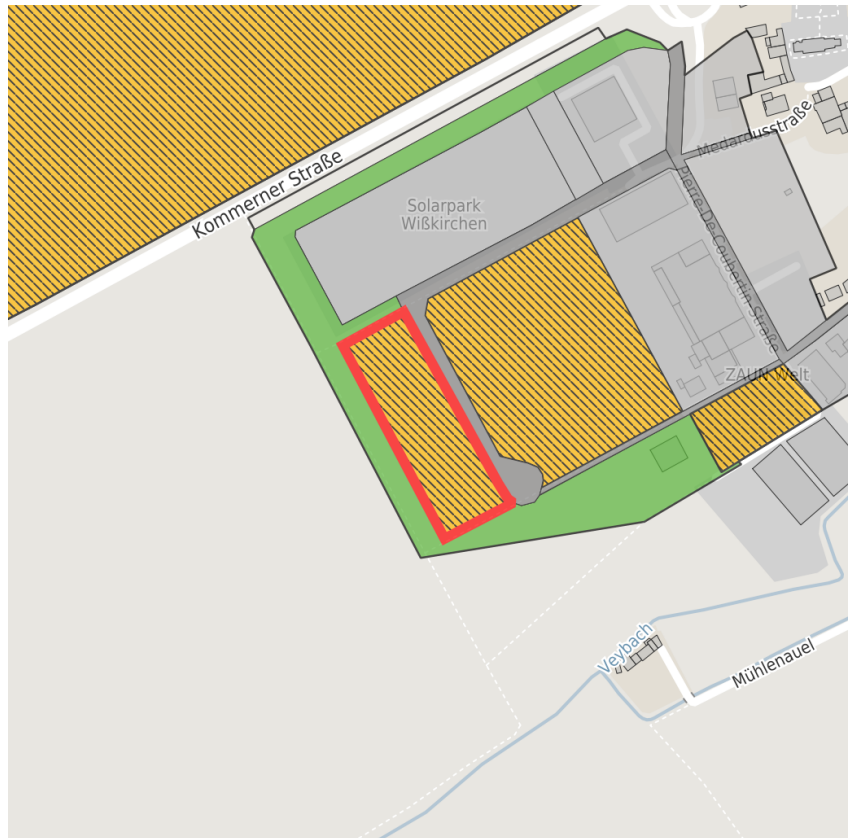 Medardusstraße
Kommerner Straße
Solarpark
Wißkirchen
Pierre-De-Coubertin-Straße
ZAUN Welt
Veybach
Mühlenauel